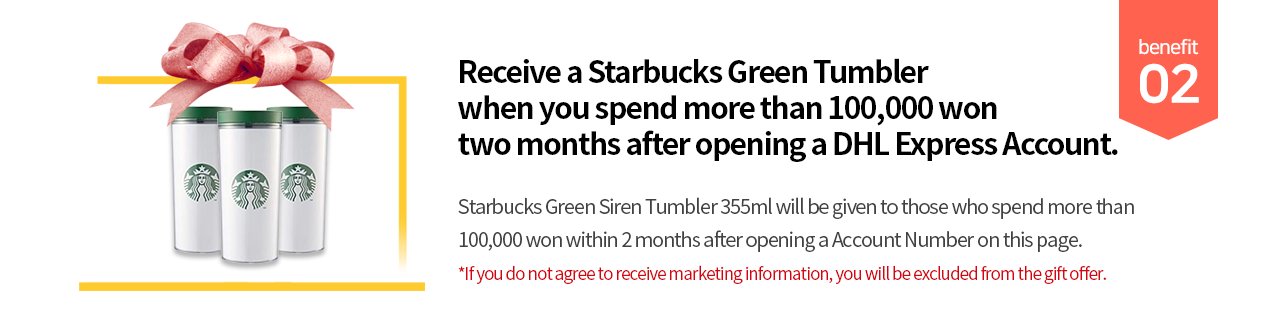 benefit
02
Receive a Starbucks Green Tumbler
when you spend more than 100,000 won
two months after opening a DHL Express Account.
Starbucks Green Siren Tumbler 355ml will be given to those who spend more than
100,000 won within 2 months after opening a Account Number on this page.
*If you do not agree to receive marketing information, you will be excluded from the gift offer.